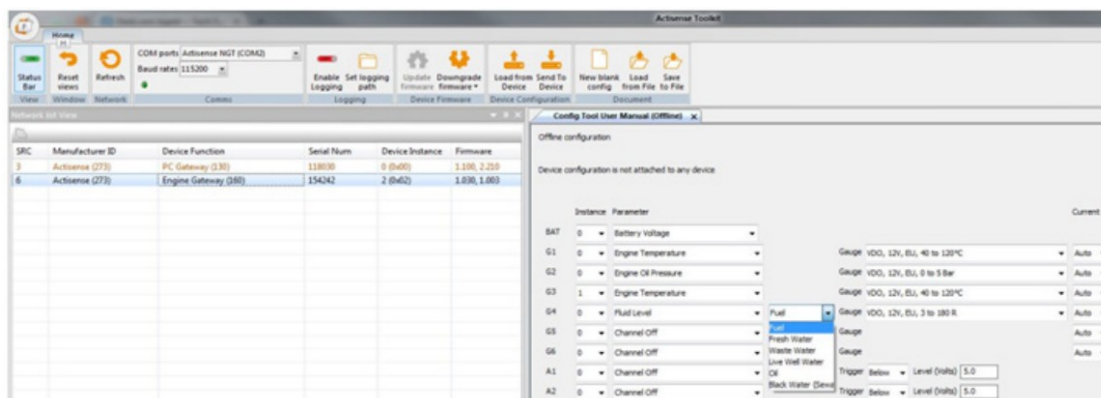 Actisense Toolkit
Home
H
Status Bar
Reset views
Refresh
COM ports Actisense NGT (COM2)
Baud rates 115200
Enable Logging
Set logging path
Update firmware
Downgrade firmware
Load from Device
Send To Device
New blank config
Load from File
Save to File
View Window Network Comms Logging Device Firmware Device Configuration Document
Network list View
Config Tool User Manual (Offline) x
Offline configuration
Device configuration is not attached to any device
SRC Manufacturer ID Device Function Serial Num Device Instance Firmware
3 Actisense (273) PC Gateway (130) 118030 0 (0x00) 1.100, 2.210
6 Actisense (273) Engine Gateway (160) 154242 2 (0x02) 1.030, 1.003
Instance Parameter Current
BAT 0 Battery Voltage
G1 0 Engine Temperature Gauge VDO, 12V, EU, 40 to 120°C Auto
G2 0 Engine Oil Pressure Gauge VDO, 12V, EU, 0 to 5 Bar Auto
G3 1 Engine Temperature Gauge VDO, 12V, EU, 40 to 120°C Auto
G4 0 Fluid Level Fuel Gauge VDO, 12V, EU, 3 to 180 R Auto
G5 0 Channel Off Gauge Auto
G6 0 Channel Off Gauge Auto
A1 0 Channel Off Trigger Below Level (Volts) 5.0
A2 0 Channel Off Trigger Below Level (Volts) 5.0
Fuel
Fresh Water
Waste Water
Live Well Water
Oil
Black Water (Sewa